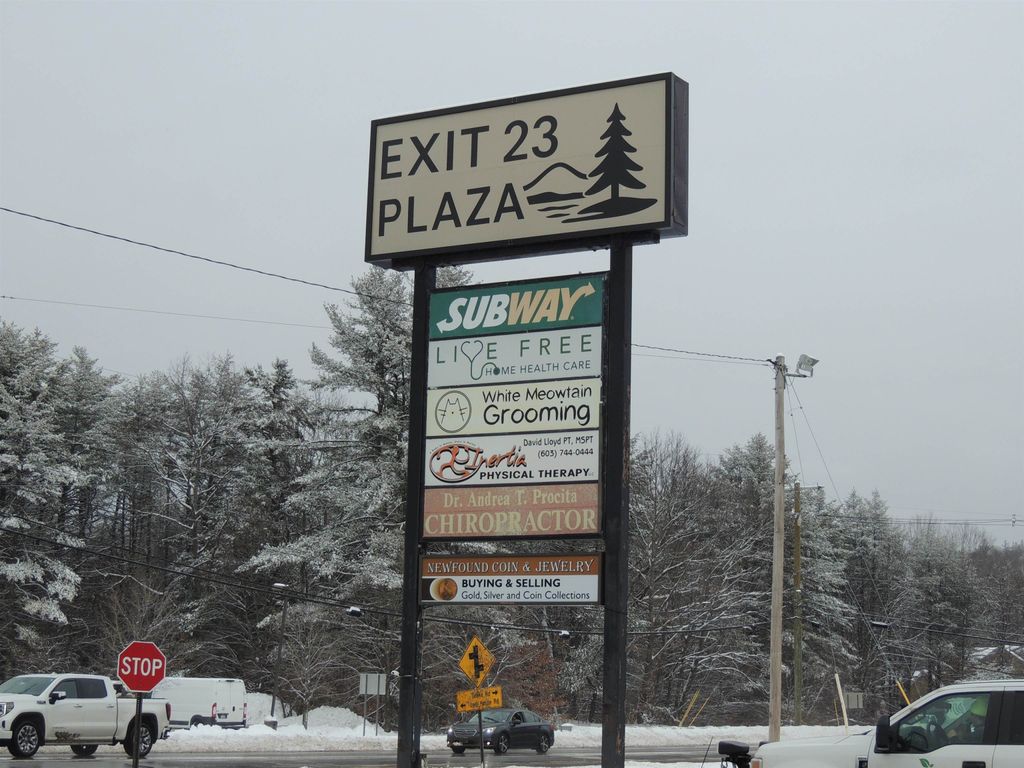 EXIT 23
PLAZA
SUBWAY
LIVE FREE
HOME HEALTH CARE
White Meowtain
Grooming
David Lloyd PT, MSPT
(603) 744-0444
Inertia
PHYSICAL THERAPY
Dr. Andrea T. Procita
CHIROPRACTOR
NEWFOUND COIN & JEWELRY
BUYING & SELLING
Gold, Silver and Coin Collections
STOP